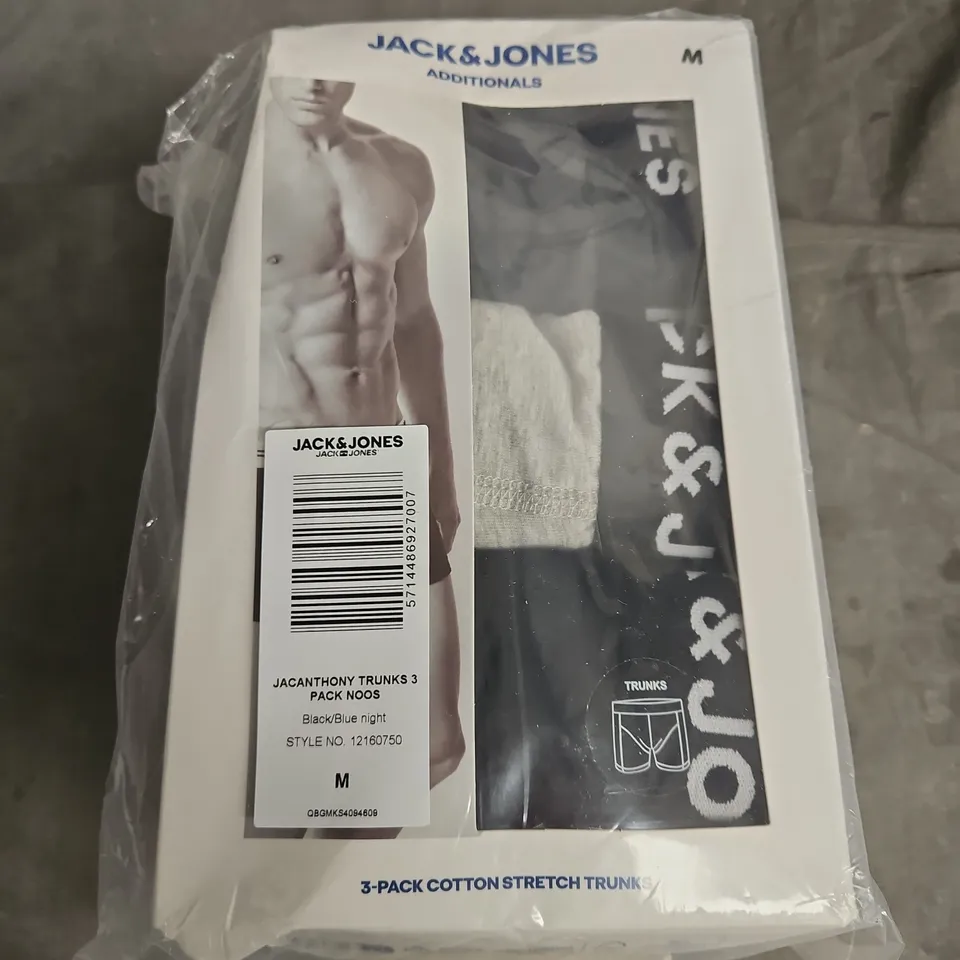 JACK&JONES
ADDITIONALS
M
JACK&JONES
JACK JONES
5714486927007
JACANTHONY TRUNKS 3
PACK NOOS
Black/Blue night
STYLE NO. 12160750
M
QBGMKS4094609
TRUNKS
3-PACK COTTON STRETCH TRUNKS